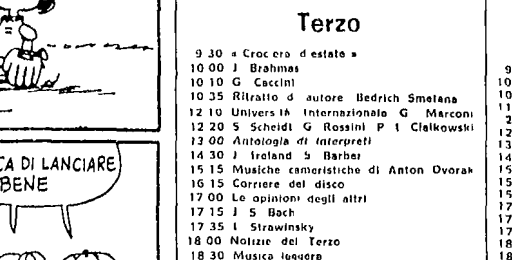 CA DI LANCIARE
BENE
Terzo
9 30 « Crociera d estate »
10 00 J Brahms
10 10 G Caccini
10 35 Ritratto d autore Bedrich Smetana
12 10 Univers Internazionale G Marconi
12 20 S Scheidt G Rossini P I Ciaikowski
13 00 Antologia di interpreti
14 30 J Ireland S Barber
15 15 Musiche cameristiche di Anton Dvorak
16 15 Corriere del disco
17 00 Le opinioni degli altri
17 15 J S Bach
17 35 I Strawinsky
18 00 Notizie del Terzo
18 30 Musica leggera